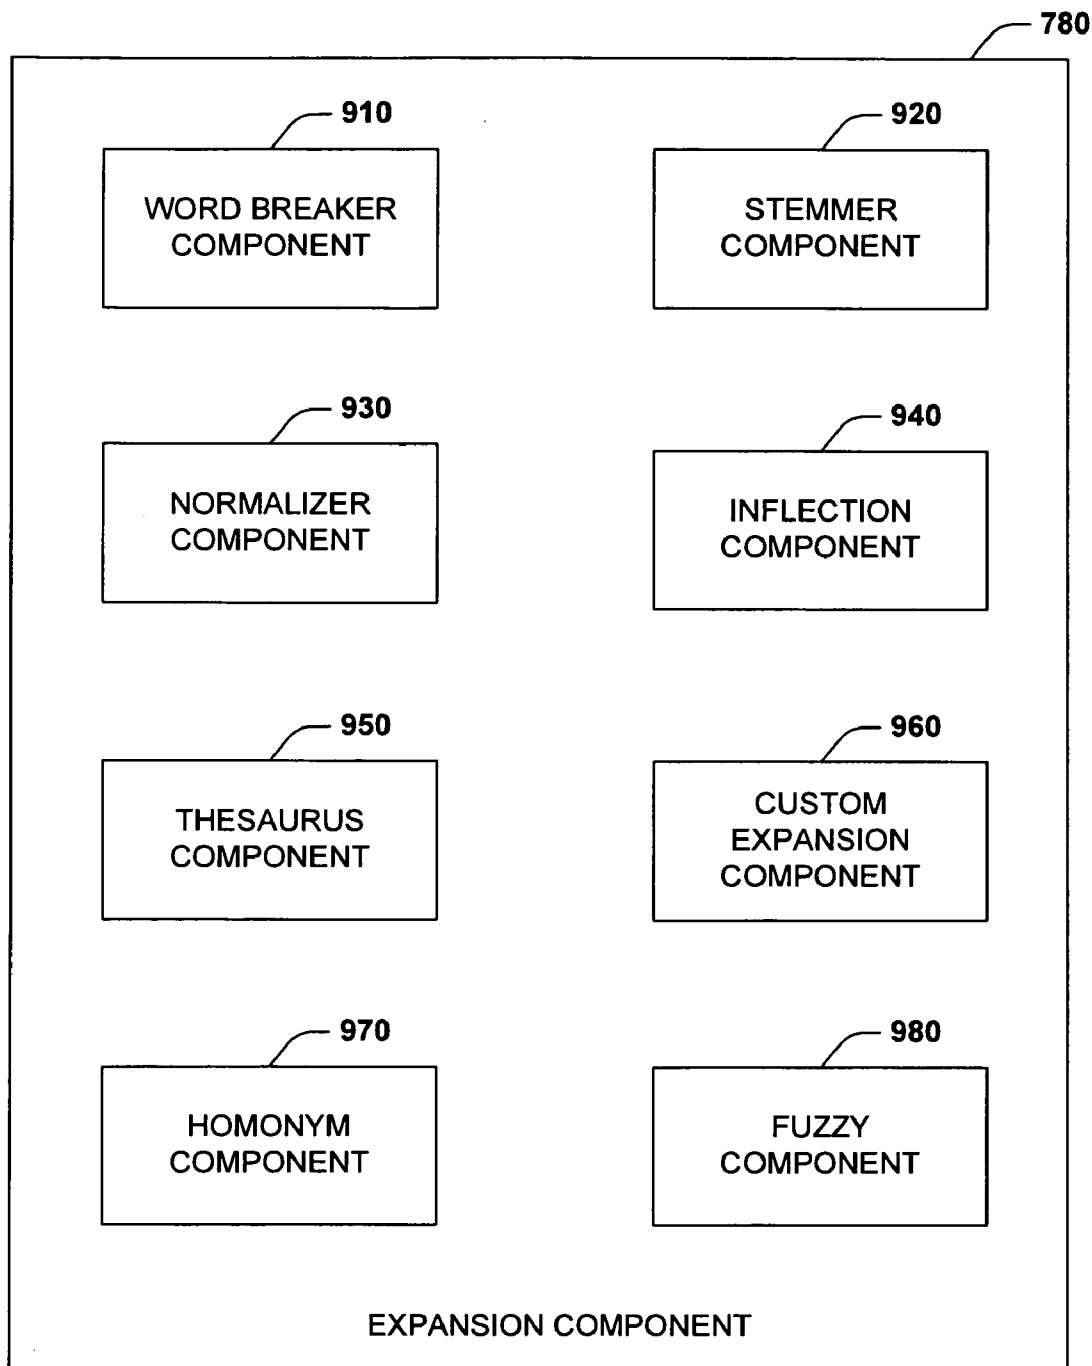 780
910
920
WORD BREAKER
COMPONENT
STEMMER
COMPONENT
930
940
NORMALIZER
COMPONENT
INFLECTION
COMPONENT
950
960
THESAURUS
COMPONENT
CUSTOM
EXPANSION
COMPONENT
970
980
HOMONYM
COMPONENT
FUZZY
COMPONENT
EXPANSION COMPONENT